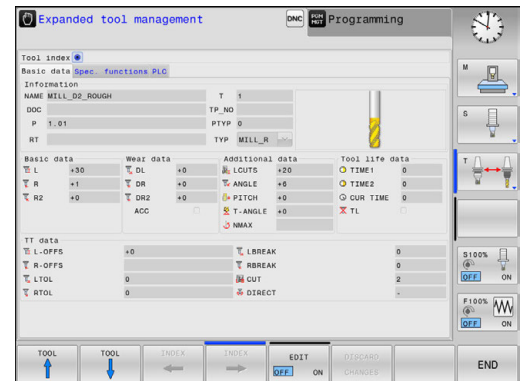 Expanded tool management DNC PGM MGT Programming
Tool index
Basic data Spec. functions PLC
Information
NAME MILL_D2_ROUGH T 1
DOC TP_NO
P 1.01 PTYP 0
RT TYP MILL_R
Basic data Wear data Additional data Tool life data
L +30 DL +0 LCUTS +20 TIME1 0
R +1 DR +0 ANGLE +6 TIME2 0
R2 +0 DR2 +0 PITCH +0 CUR TIME 0
ACC T-ANGLE +0 TL
NMAX
TT data
L-OFFS +0 LBREAK 0
R-OFFS RBREAK 0
LTOL 0 CUT 2
RTOL 0 DIRECT -
M
S
T
S100%
OFF ON
F100%
OFF ON
TOOL TOOL INDEX INDEX EDIT DISCARD END
OFF ON CHANGES